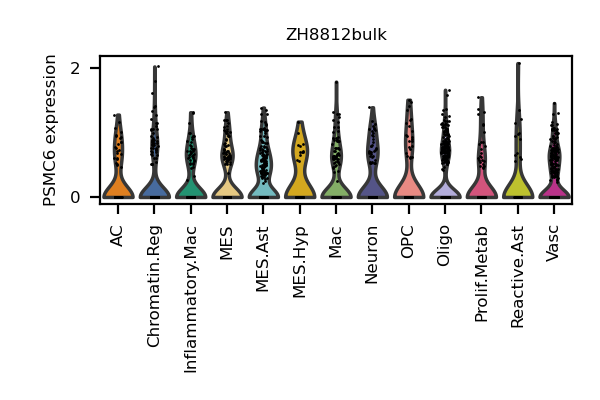 ZH8812bulk
PSMC6 expression
2
0
AC
Chromatin.Reg
Inflammatory.Mac
MES
MES.Ast
MES.Hyp
Mac
Neuron
OPC
Oligo
Prolif.Metab
Reactive.Ast
Vasc